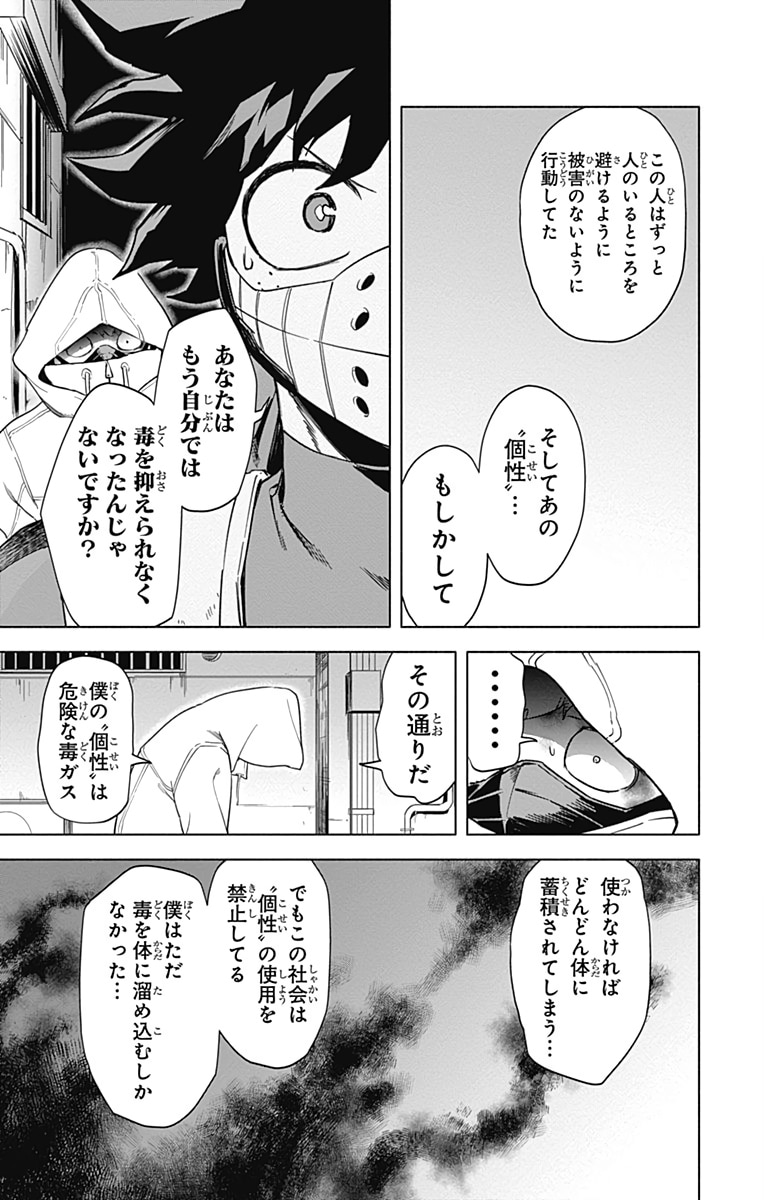 この人はずっと
人のいるところを
避けるように
被害のないように
行動してた
そしてあの
〝個性〟…
もしかして
あなたは
もう自分では
毒を抑えられなく
なったんじゃ
ないですか？
……
その通りだ
僕の〝個性〟は
危険な毒ガス
使わなければ
どんどん体に
蓄積されてしまう…
でもこの社会は
〝個性〟の使用を
禁止してる
僕はただ
毒を体に溜め込むしか
なかった…